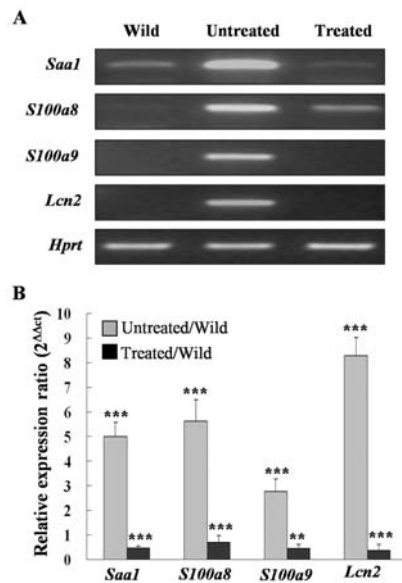 A
Wild Untreated Treated
Saa1
S100a8
S100a9
Lcn2
Hprt
B
Relative expression ratio (2^ΔΔct)
10
9
8
7
6
5
4
3
2
1
0
Untreated/Wild
Treated/Wild
*** *** *** ***
*** *** ** ***
Saa1 S100a8 S100a9 Lcn2